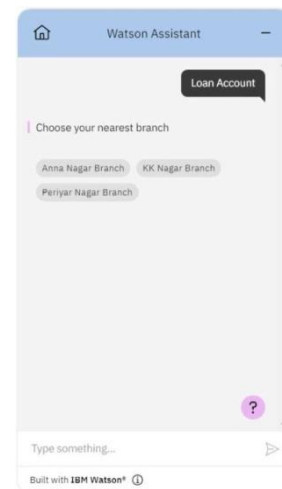 Watson Assistant
Loan Account
Choose your nearest branch
Anna Nagar Branch KK Nagar Branch
Periyar Nagar Branch
?
Type something...
Built with IBM Watson®